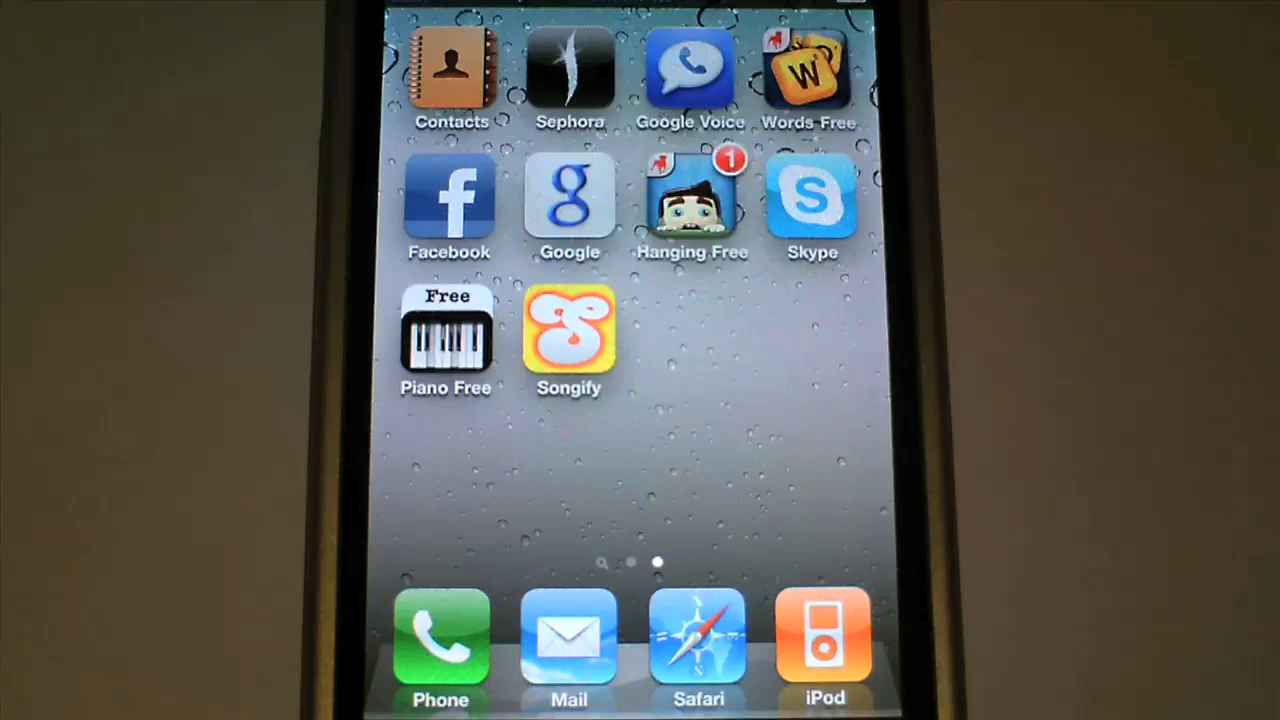 Contacts Sephora Google Voice Words Free
W
1
Facebook Google Hanging Free Skype
f g S
Free
Piano Free Songify
S
Phone Mail Safari iPod